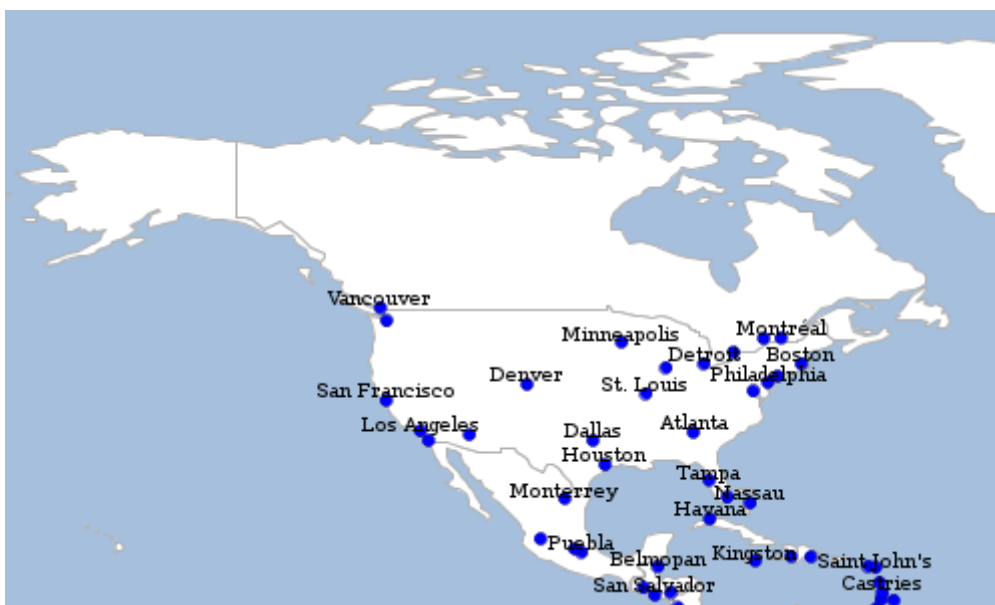 Vancouver
Minneapolis
Montréal
Detroit
Boston
Denver
St. Louis
Philadelphia
San Francisco
Los Angeles
Dallas
Atlanta
Houston
Tampa
Monterrey
Nassau
Havana
Puebla
Belmopan
Kingston
Saint John's
San Salvador
Castries